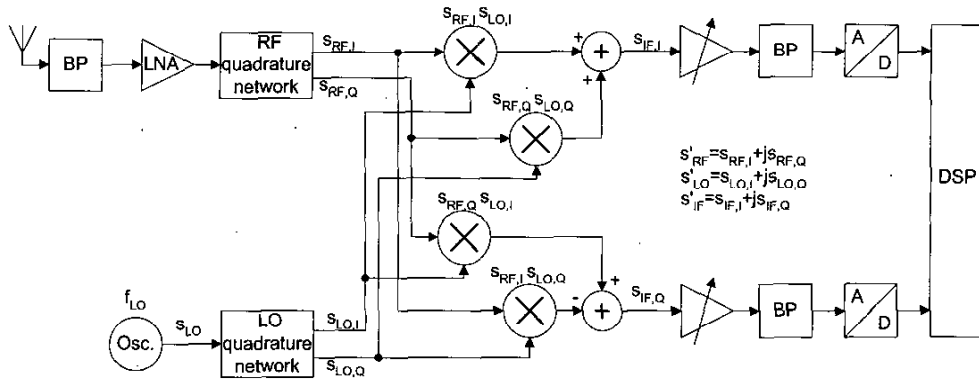 S_RF,I S_LO,I
RF
quadrature
network
S_RF,I
S_RF,Q
BP
LNA
+
+
+
S_IF,I
BP
A
D
S_RF,Q S_LO,Q
s'_RF=s_RF,I+js_RF,Q
s'_LO=s_LO,I+js_LO,Q
s'_IF=s_IF,I+js_IF,Q
DSP
S_RF,Q S_LO,I
S_RF,I S_LO,Q
+
-
+
S_IF,Q
BP
A
D
f_LO
Osc.
S_LO
LO
quadrature
network
S_LO,I
S_LO,Q